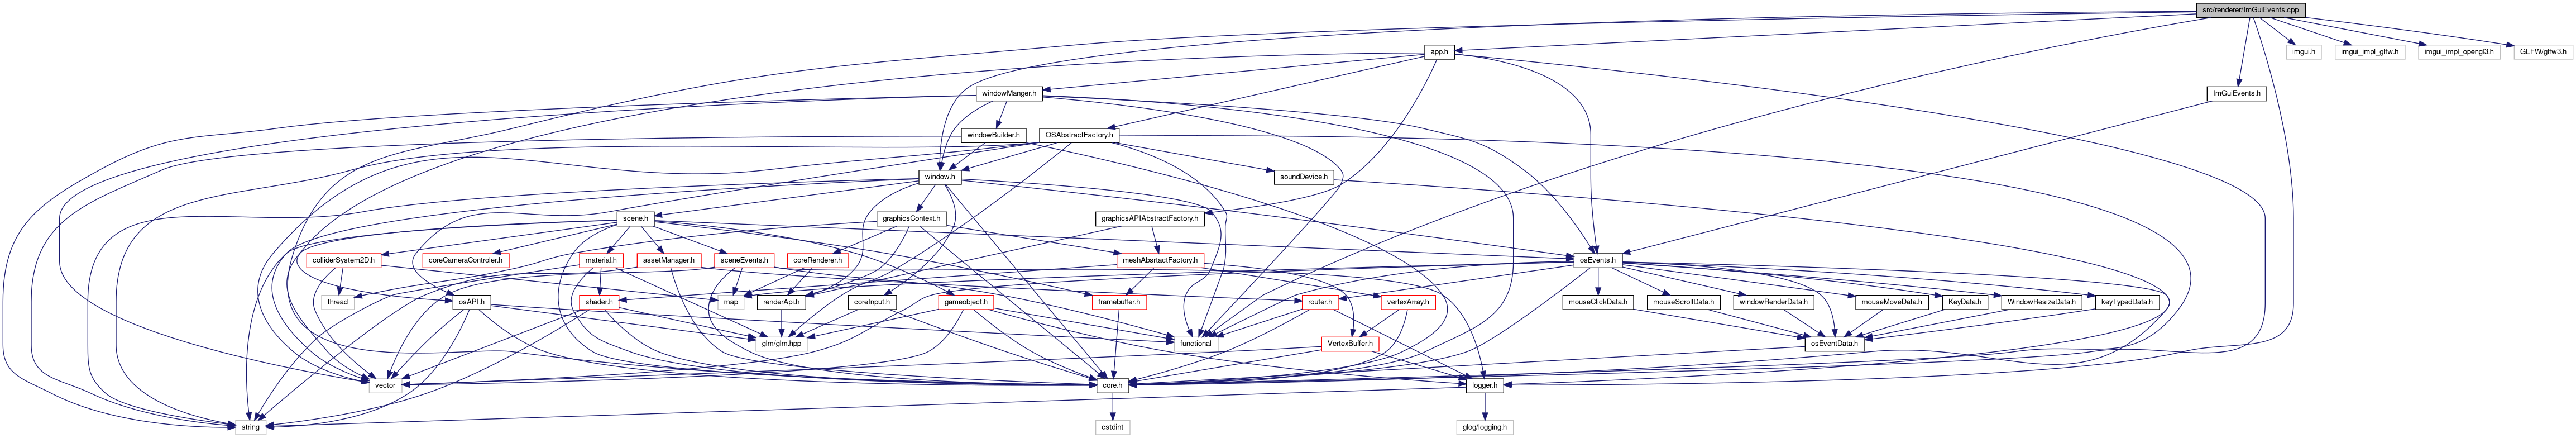 src/renderer/ImGuiEvents.cpp
app.h
imgui.h
imgui_impl_glfw.h
imgui_impl_opengl3.h
GLFW/glfw3.h
windowManger.h
ImGuiEvents.h
windowBuilder.h
OSAbstractFactory.h
window.h
soundDevice.h
scene.h
graphicsContext.h
graphicsAPIAbstractFactory.h
colliderSystem2D.h
coreCameraControler.h
material.h
assetManager.h
sceneEvents.h
coreRenderer.h
meshAbsrtactFactory.h
osEvents.h
thread
osAPI.h
shader.h
map
renderApi.h
coreInput.h
gameobject.h
framebuffer.h
router.h
vertexArray.h
mouseClickData.h
mouseScrollData.h
windowRenderData.h
mouseMoveData.h
KeyData.h
WindowResizeData.h
keyTypedData.h
glm/glm.hpp
functional
VertexBuffer.h
osEventData.h
vector
core.h
logger.h
string
cstdint
glog/logging.h